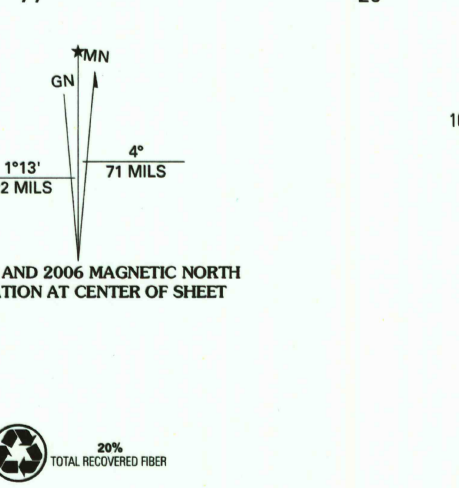 MN
GN
4°
1°13'
71 MILS
2 MILS
AND 2006 MAGNETIC NORTH
TION AT CENTER OF SHEET
20%
TOTAL RECOVERED FIBER